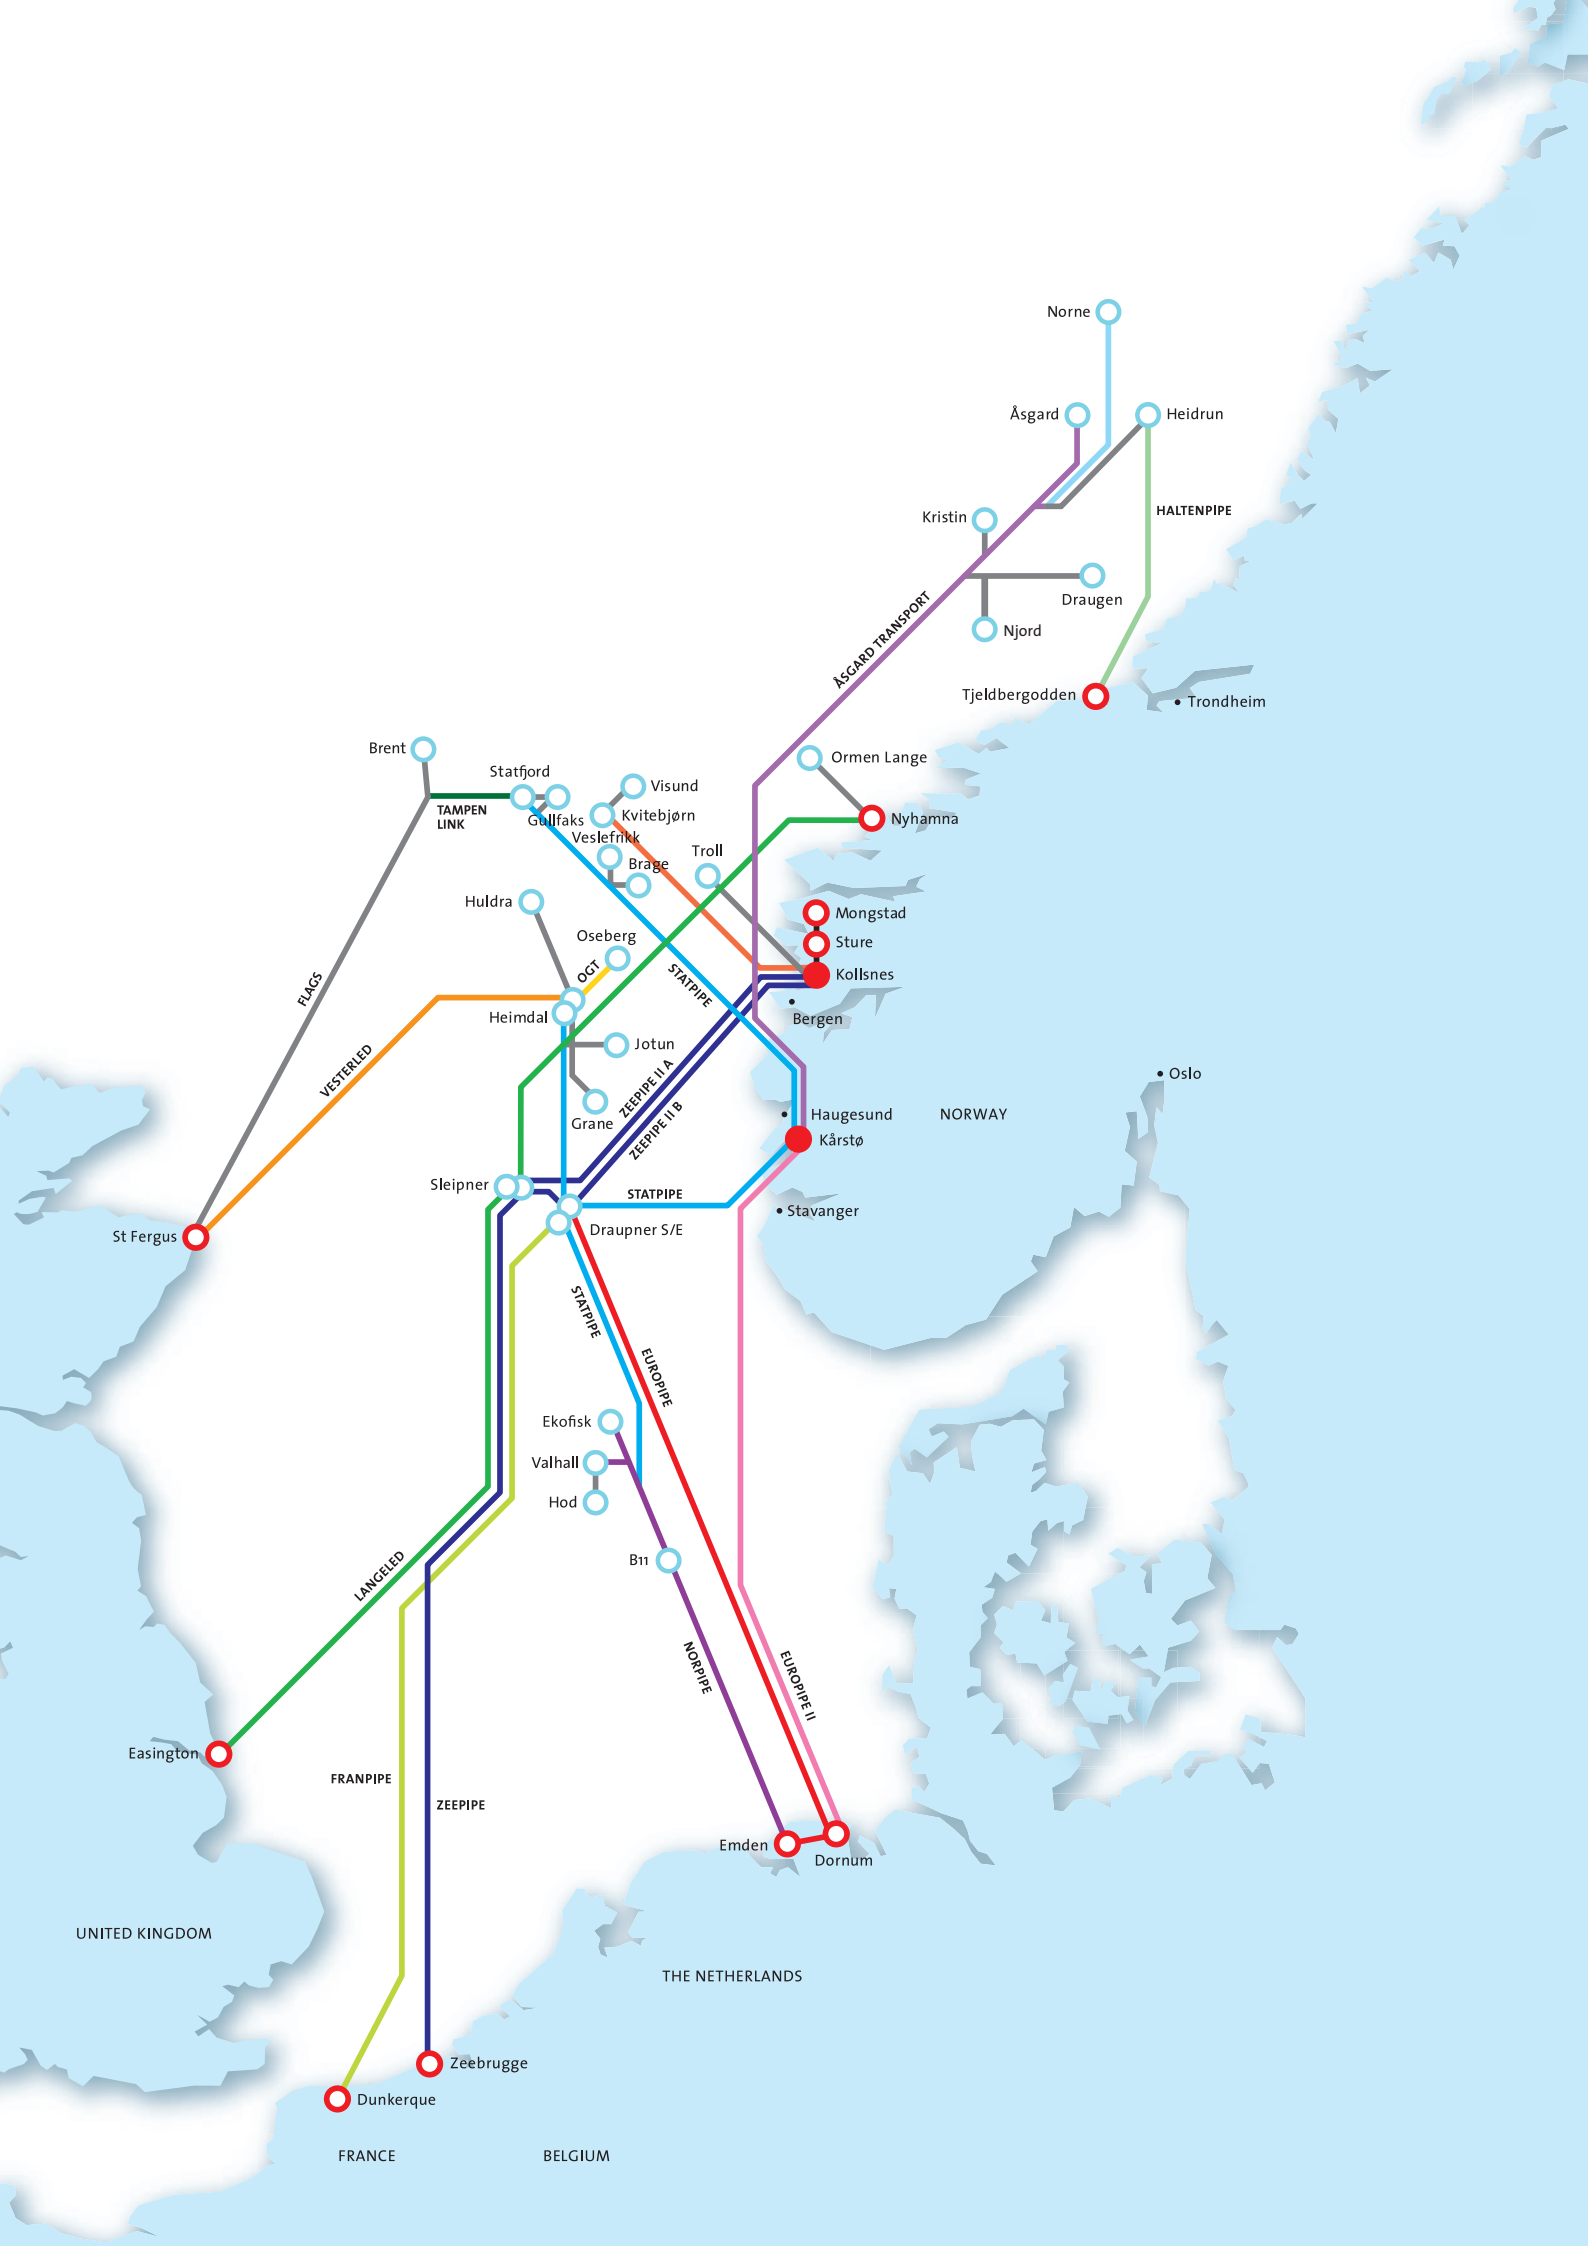 Norne
Åsgard
Heidrun
Kristin
HALTENPIPE
Draugen
Njord
ÅSGARD TRANSPORT
Tjeldbergodden
Trondheim
Brent
Statfjord
Visund
Ormen Lange
TAMPEN
LINK
Gullfaks
Kvitebjørn
Nyhamna
Veslefrikk
Brage
Troll
Huldra
Mongstad
Oseberg
Sture
OGT
STATPIPE
Kollsnes
FLAGS
Heimdal
Bergen
Jotun
VESTERLED
ZEEPIPE II A
Oslo
Grane
ZEEPIPE II B
Haugesund
NORWAY
Kårstø
Sleipner
STATPIPE
Stavanger
St Fergus
Draupner S/E
STATPIPE
EUROPIPE
Ekofisk
Valhall
Hod
B11
LANGELED
NORPIPE
EUROPIPE II
Easington
FRANPIPE
ZEEPIPE
Emden
Dornum
UNITED KINGDOM
THE NETHERLANDS
Zeebrugge
Dunkerque
FRANCE
BELGIUM